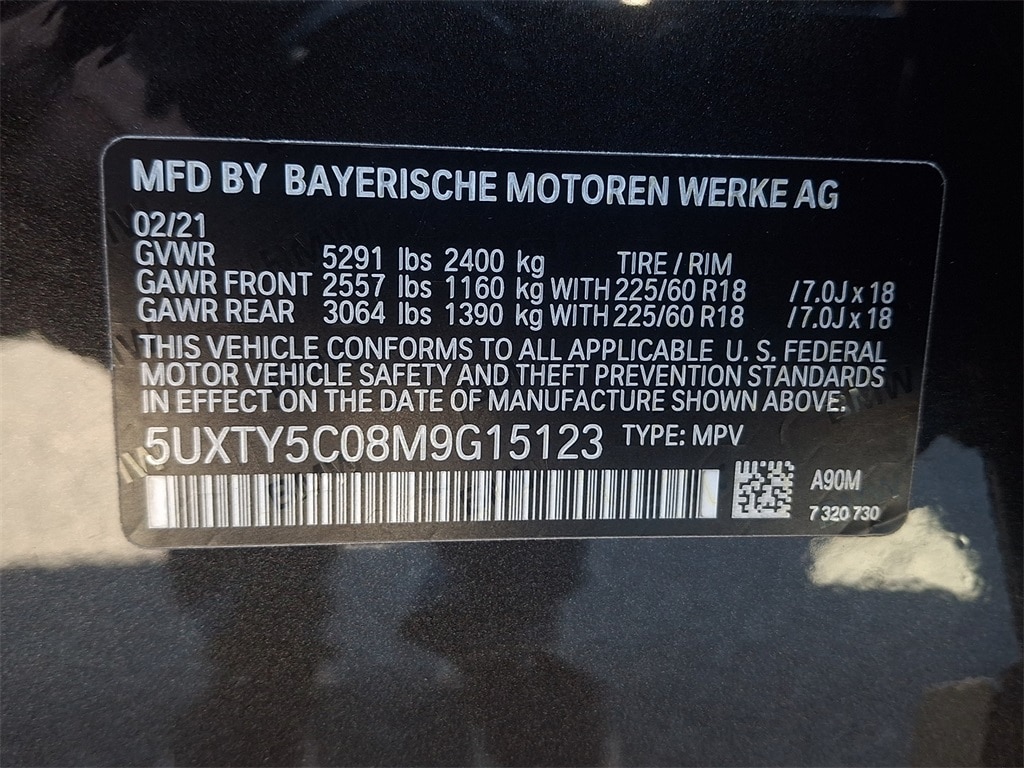 MFD BY BAYERISCHE MOTOREN WERKE AG
02/21
GVWR 5291 lbs 2400 kg TIRE / RIM
GAWR FRONT 2557 lbs 1160 kg WITH 225/60 R18 /7.0J x 18
GAWR REAR 3064 lbs 1390 kg WITH 225/60 R18 /7.0J x 18
THIS VEHICLE CONFORMS TO ALL APPLICABLE U. S. FEDERAL
MOTOR VEHICLE SAFETY AND THEFT PREVENTION STANDARDS
IN EFFECT ON THE DATE OF MANUFACTURE SHOWN ABOVE.
5UXTY5C08M9G15123 TYPE: MPV
A90M
7 320 730